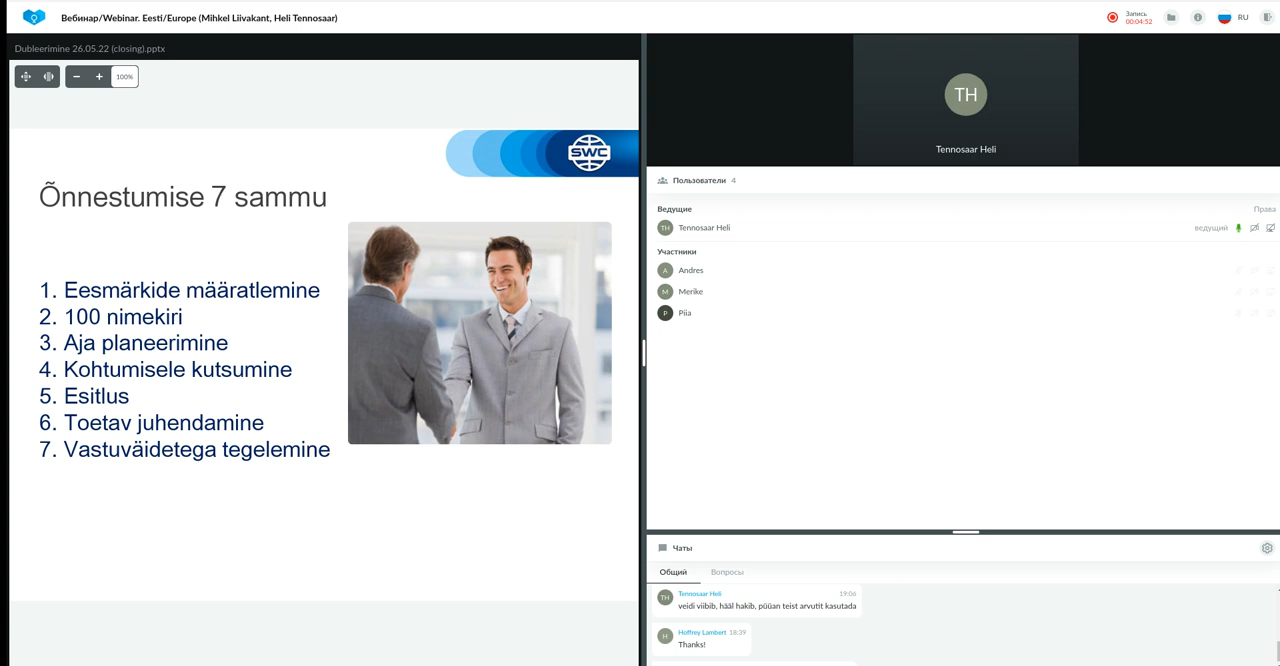 Вебинар/Webinar. Eesti/Europe (Mihkel Liivakant, Heli Tennosaar)
Запись
00:04:52
RU
Dubleerimine 26.05.22 (closing).pptx
100%
SWC
Õnnestumise 7 sammu
1. Eesmärkide määratlemine
2. 100 nimekiri
3. Aja planeerimine
4. Kohtumisele kutsumine
5. Esitlus
6. Toetav juhendamine
7. Vastuväidetega tegelemine
TH
Tennosaar Heli
Пользователи 4
Ведущие Права
TH Tennosaar Heli ведущий
Участники
A Andres
M Merike
P Piia
Чаты
Общий Вопросы
TH Tennosaar Heli 19:06
veidi viibib, hääl hakib, püüan teist arvutit kasutada
H Hoffrey Lambert 18:39
Thanks!